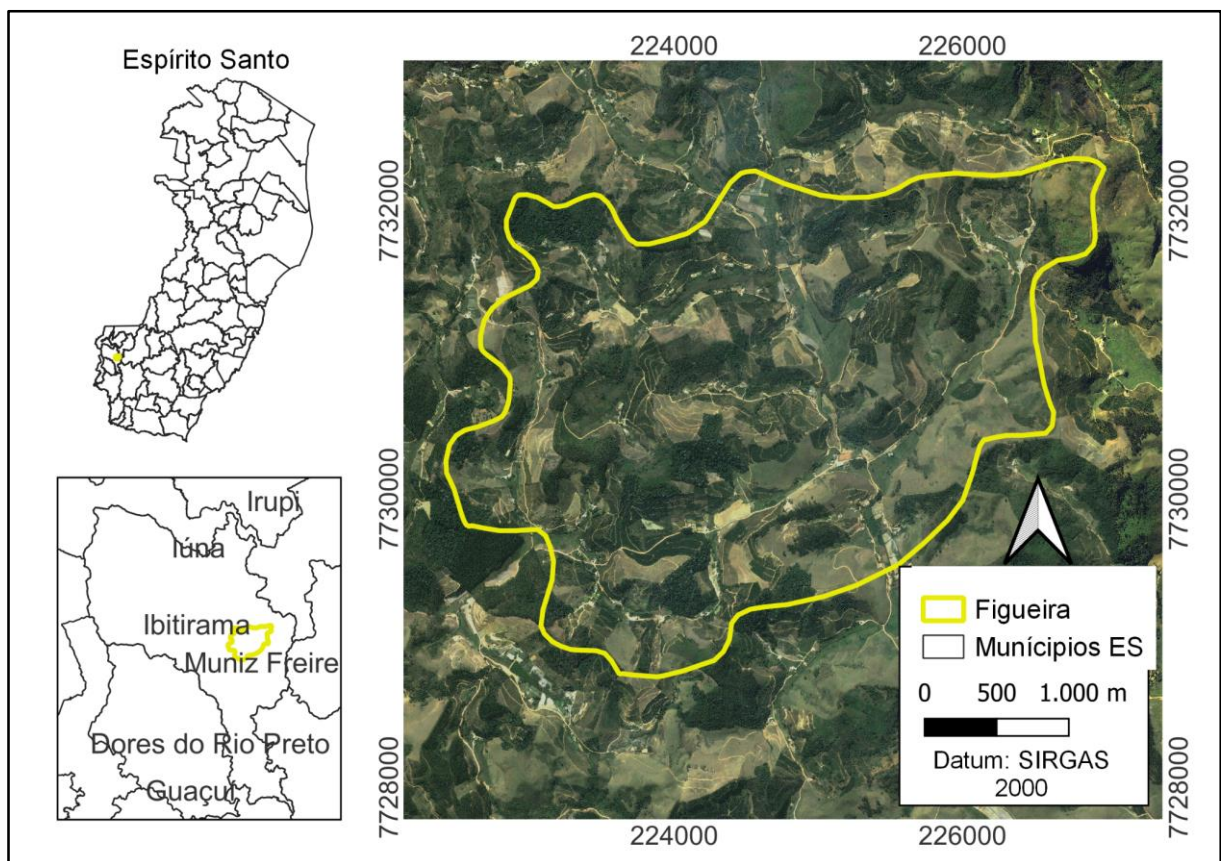 Espírito Santo
224000
226000
7732000
7732000
7730000
7730000
7728000
7728000
224000
226000
Irupi
Iúna
Ibitirama
Muniz Freire
Dores do Rio Preto
Guaçuí
Figueira
Munícipios ES
0 500 1.000 m
Datum: SIRGAS
2000